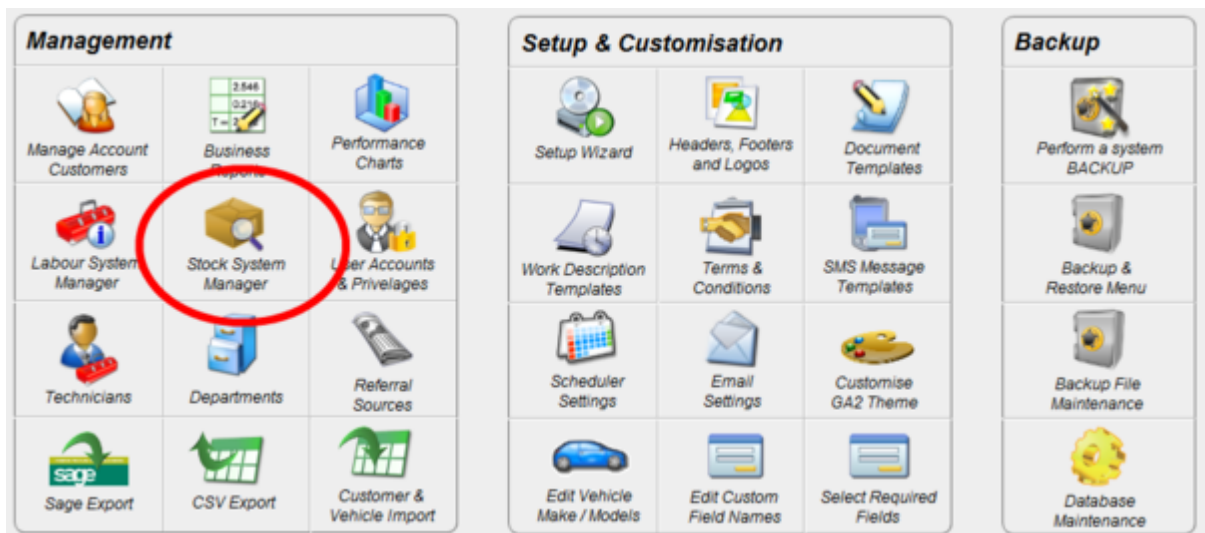 Management
Manage Account
Customers
2.546
0.216
T =
Business
Reports
Performance
Charts
Labour System
Manager
Stock System
Manager
User Accounts
& Privelages
Technicians
Departments
Referral
Sources
sage
Sage Export
CSV Export
Customer &
Vehicle Import
Setup & Customisation
Setup Wizard
Headers, Footers
and Logos
Document
Templates
Work Description
Templates
Terms &
Conditions
SMS Message
Templates
Scheduler
Settings
Email
Settings
Customise
GA2 Theme
Edit Vehicle
Make / Models
Edit Custom
Field Names
Select Required
Fields
Backup
Perform a system
BACKUP
Backup &
Restore Menu
Backup File
Maintenance
Database
Maintenance